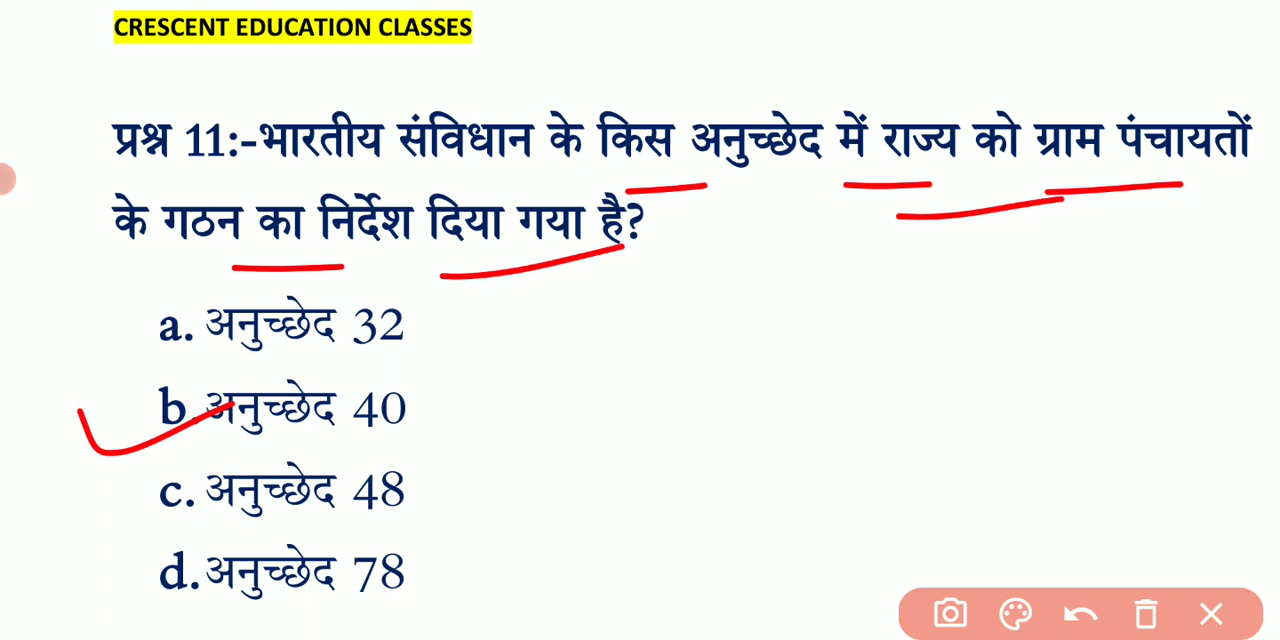 CRESCENT EDUCATION CLASSES
प्रश्न 11:-भारतीय संविधान के किस अनुच्छेद में राज्य को ग्राम पंचायतों
के गठन का निर्देश दिया गया है?
a. अनुच्छेद 32
b. अनुच्छेद 40
c. अनुच्छेद 48
d. अनुच्छेद 78